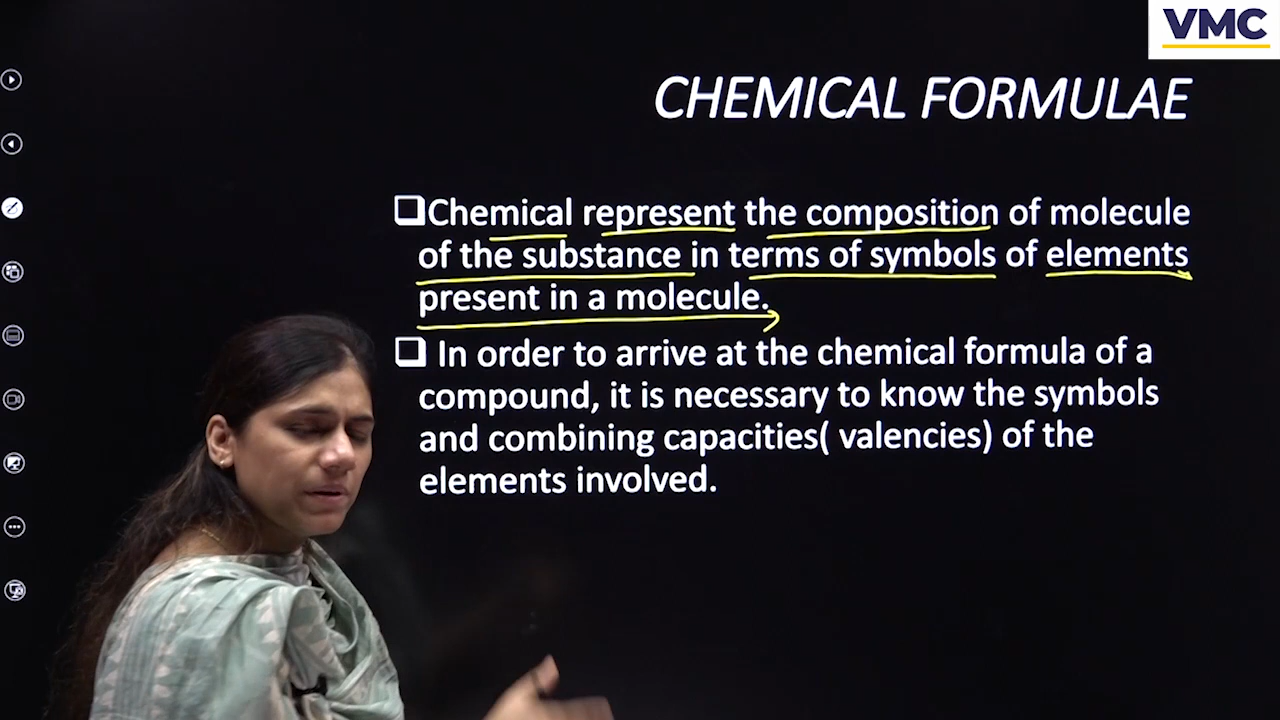 VMC
CHEMICAL FORMULAE
❑Chemical represent the composition of molecule
of the substance in terms of symbols of elements
present in a molecule.
❑ In order to arrive at the chemical formula of a
compound, it is necessary to know the symbols
and combining capacities( valencies) of the
elements involved.